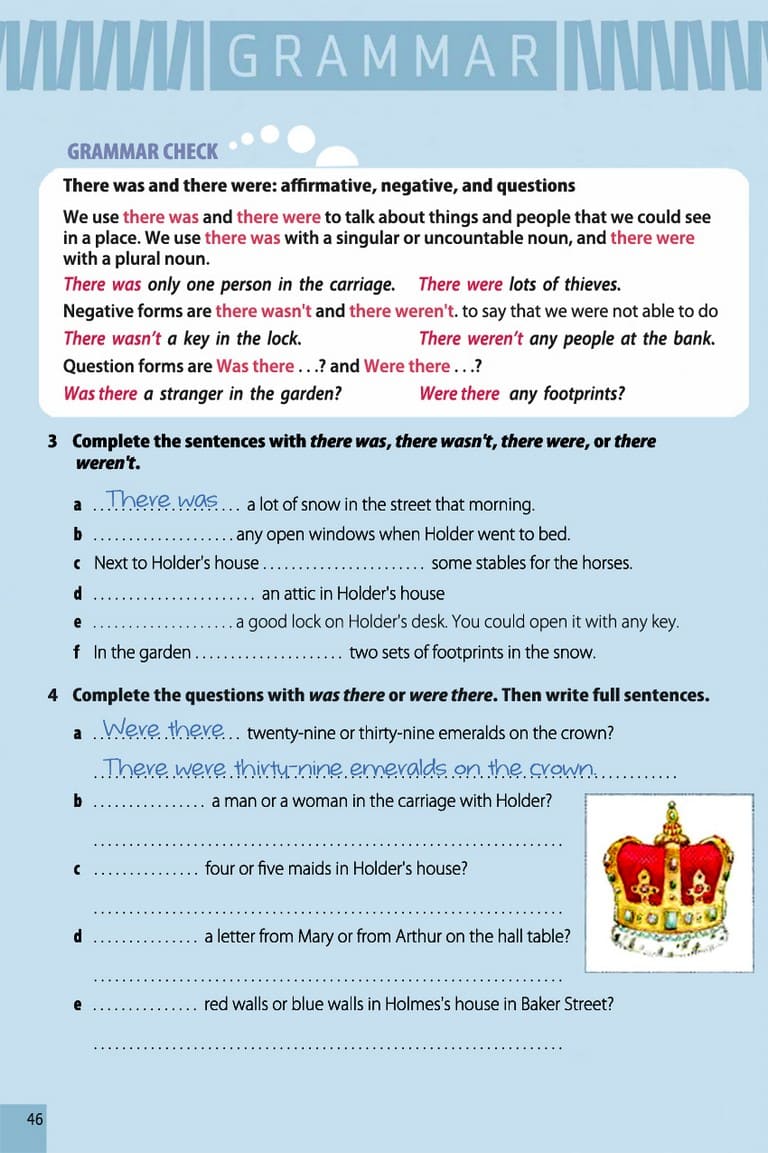 GRAMMAR
GRAMMAR CHECK
There was and there were: affirmative, negative, and questions
We use there was and there were to talk about things and people that we could see
in a place. We use there was with a singular or uncountable noun, and there were
with a plural noun.
There was only one person in the carriage. There were lots of thieves.
Negative forms are there wasn't and there weren't. to say that we were not able to do
There wasn't a key in the lock. There weren't any people at the bank.
Question forms are Was there . . .? and Were there . . .?
Was there a stranger in the garden? Were there any footprints?
3 Complete the sentences with there was, there wasn't, there were, or there
weren't.
a There was a lot of snow in the street that morning.
b .................... any open windows when Holder went to bed.
c Next to Holder's house ....................... some stables for the horses.
d ....................... an attic in Holder's house
e .................... a good lock on Holder's desk. You could open it with any key.
f In the garden ..................... two sets of footprints in the snow.
4 Complete the questions with was there or were there. Then write full sentences.
a Were there twenty-nine or thirty-nine emeralds on the crown?
There were thirty-nine emeralds on the crown.
b ................ a man or a woman in the carriage with Holder?
c ............... four or five maids in Holder's house?
d ............... a letter from Mary or from Arthur on the hall table?
e ............... red walls or blue walls in Holmes's house in Baker Street?
46